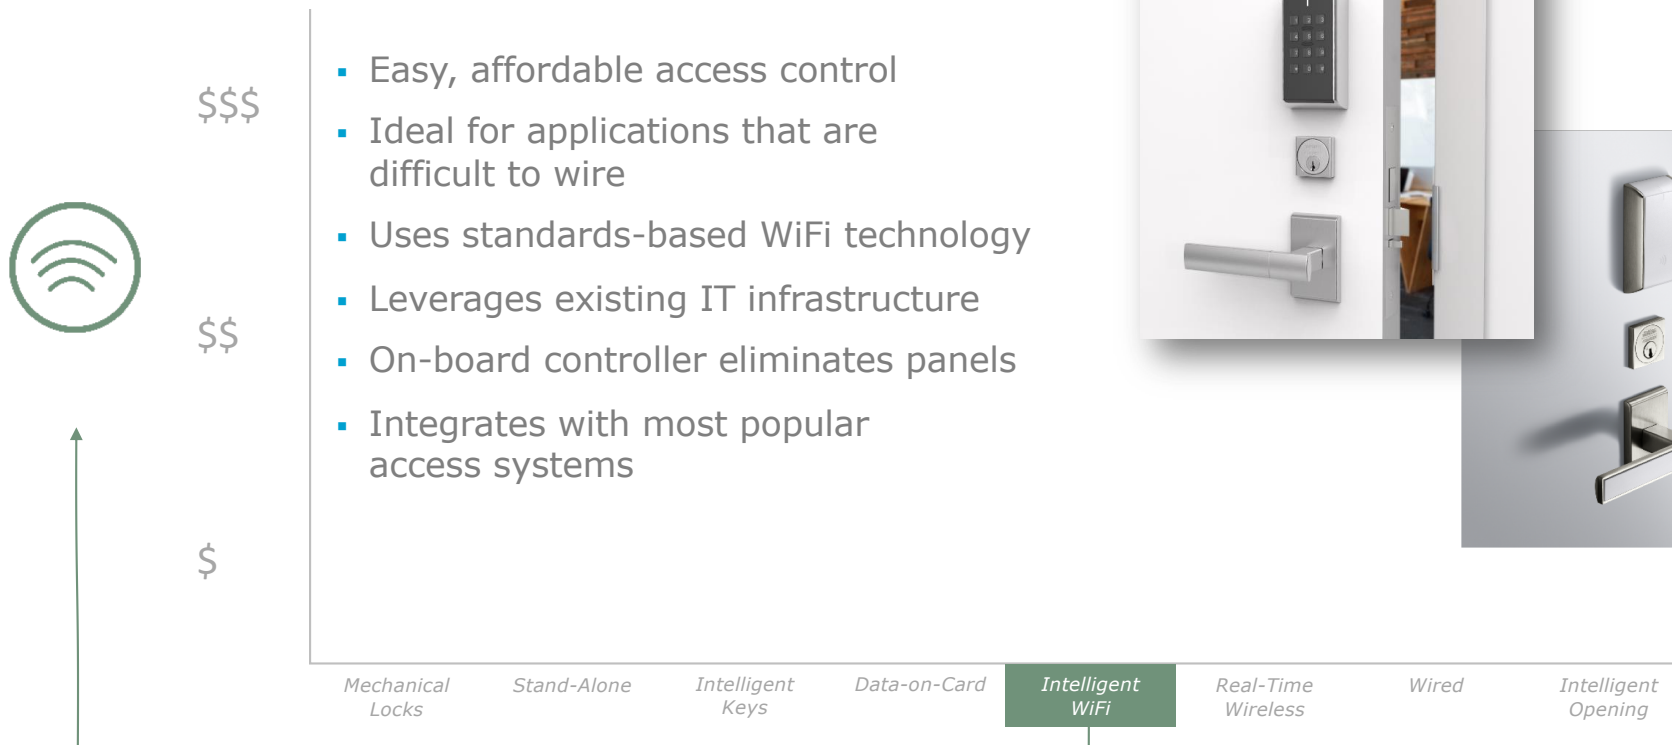 $$$
$$
$
▪ Easy, affordable access control
▪ Ideal for applications that are
difficult to wire
▪ Uses standards-based WiFi technology
▪ Leverages existing IT infrastructure
▪ On-board controller eliminates panels
▪ Integrates with most popular
access systems
Mechanical
Locks
Stand-Alone
Intelligent
Keys
Data-on-Card
Intelligent
WiFi
Real-Time
Wireless
Wired
Intelligent
Opening